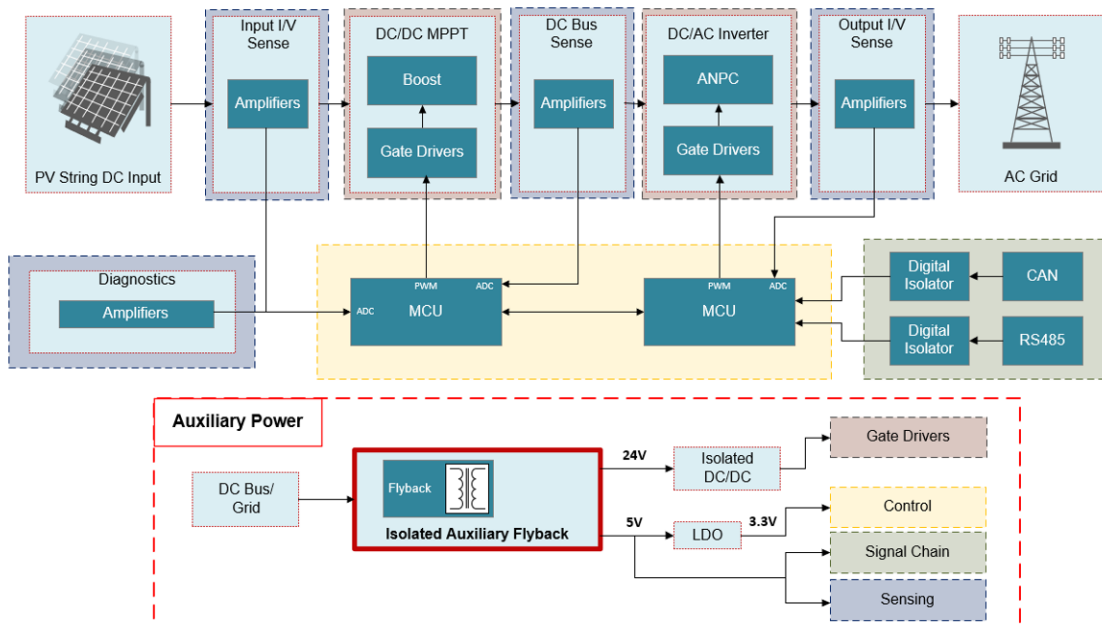 Input I/V
Sense
Amplifiers
DC/DC MPPT
Boost
Gate Drivers
DC Bus
Sense
Amplifiers
DC/AC Inverter
ANPC
Gate Drivers
Output I/V
Sense
Amplifiers
PV String DC Input
AC Grid
Diagnostics
Amplifiers
PWM
ADC
ADC
MCU
PWM
ADC
MCU
Digital
Isolator
CAN
Digital
Isolator
RS485
Auxiliary Power
DC Bus/
Grid
Flyback
Isolated Auxiliary Flyback
24V
Isolated
DC/DC
Gate Drivers
5V
LDO
3.3V
Control
Signal Chain
Sensing